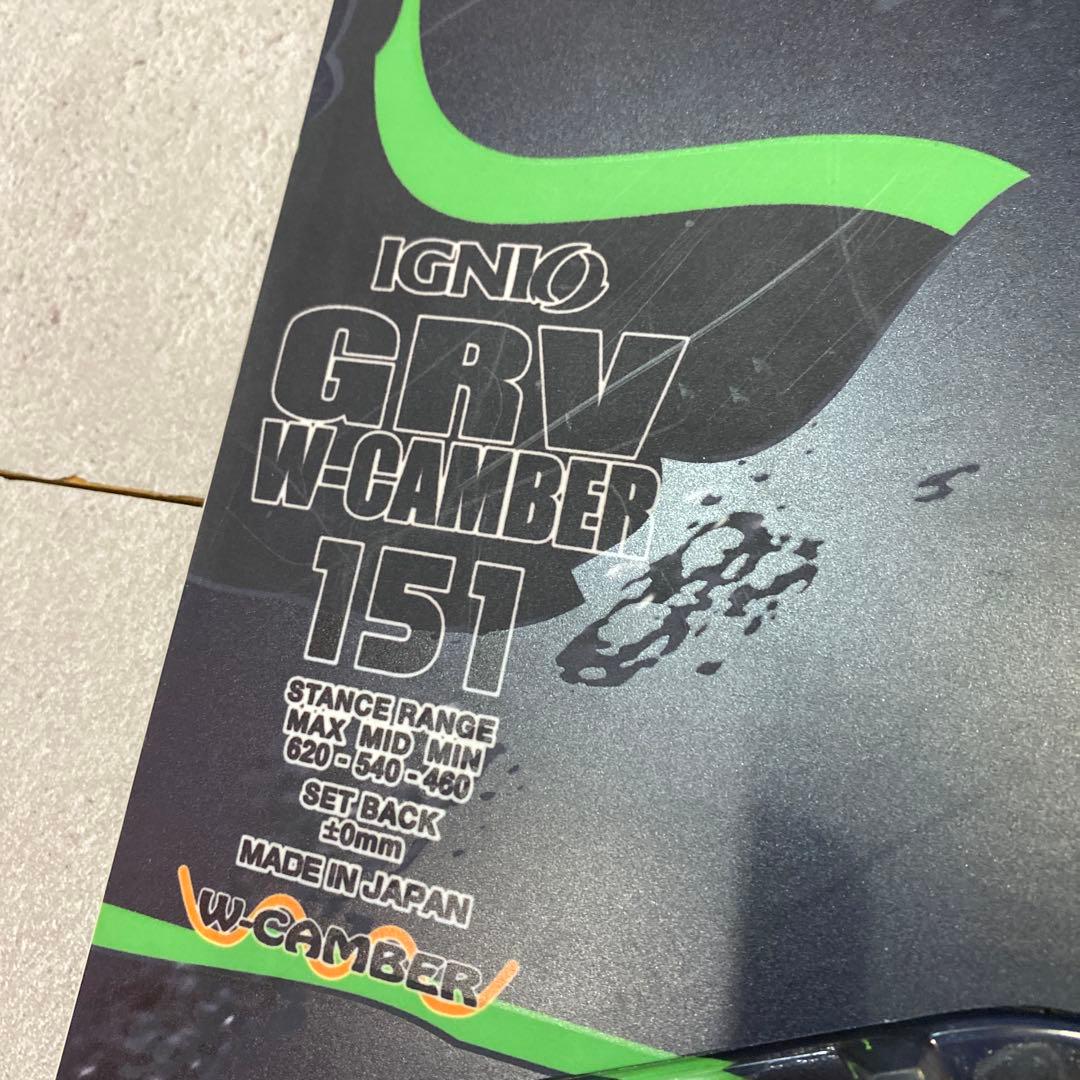 IGNIO
GRV
W-CAMBER
151
STANCE RANGE
MAX MID MIN
620 - 540 - 460
SET BACK
±0mm
MADE IN JAPAN
W-CAMBER